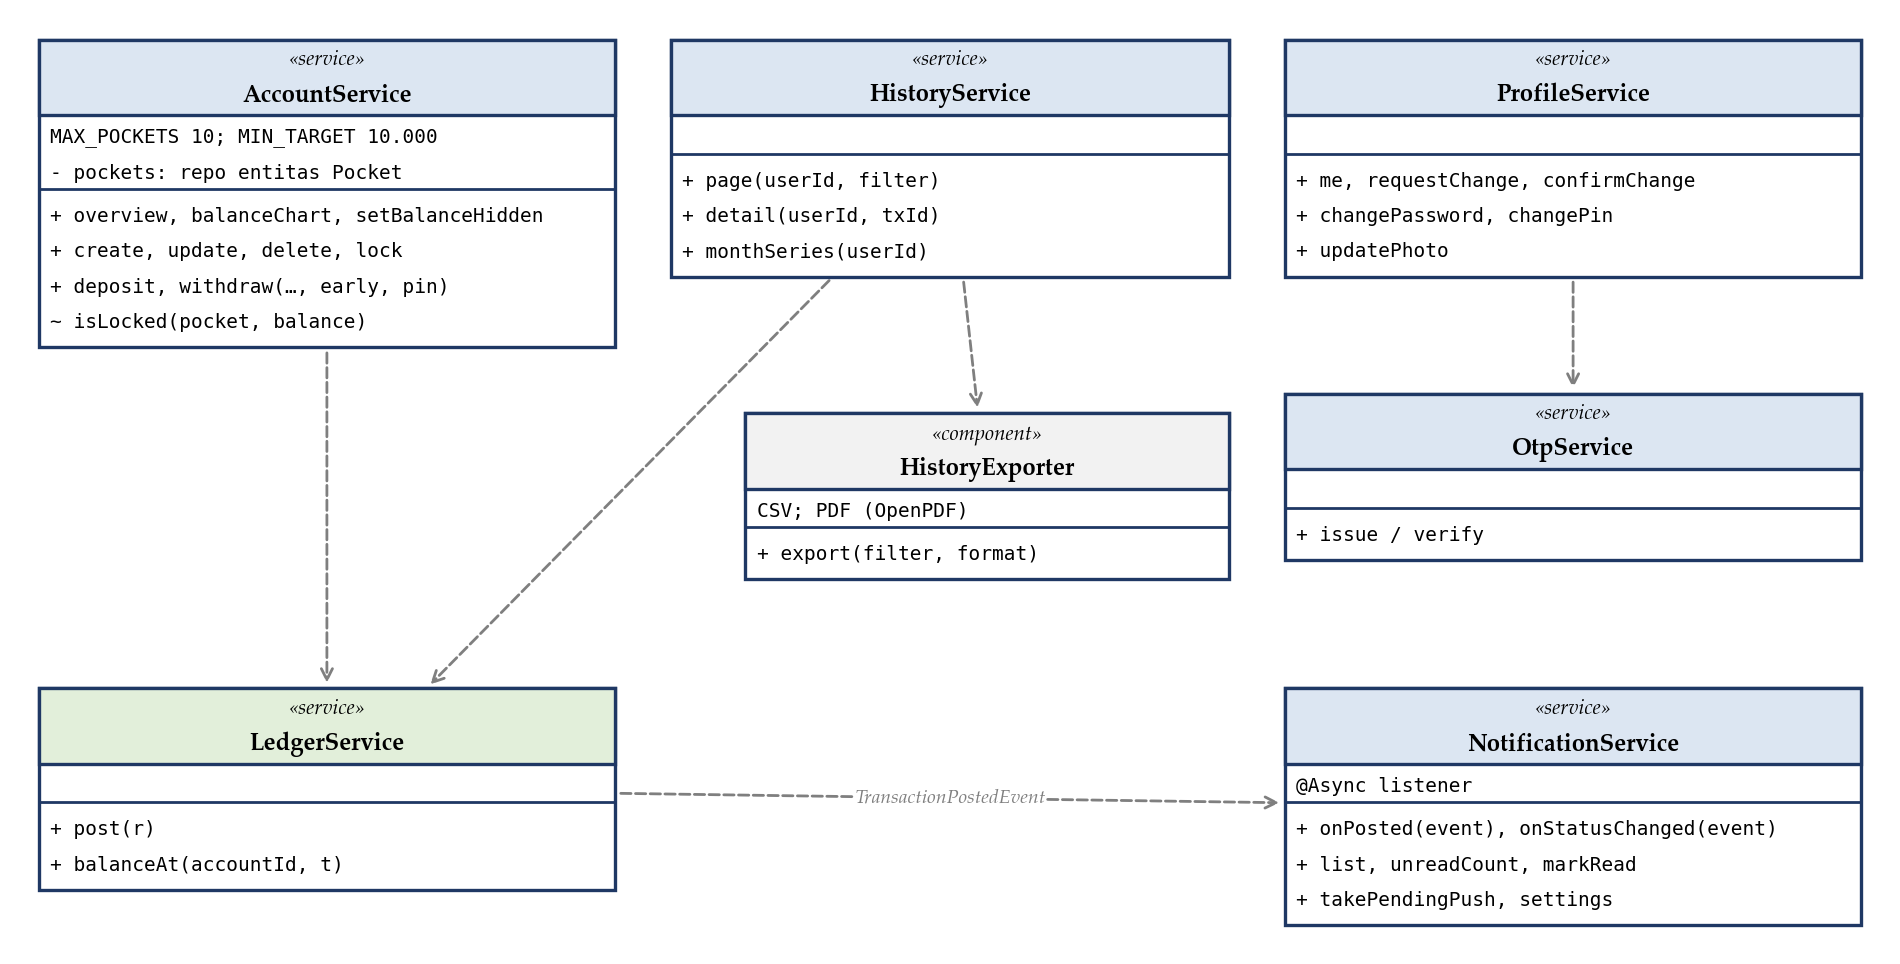 «service»
AccountService
MAX_POCKETS 10; MIN_TARGET 10.000
- pockets: repo entitas Pocket
+ overview, balanceChart, setBalanceHidden
+ create, update, delete, lock
+ deposit, withdraw(…, early, pin)
~ isLocked(pocket, balance)
«service»
HistoryService
+ page(userId, filter)
+ detail(userId, txId)
+ monthSeries(userId)
«service»
ProfileService
+ me, requestChange, confirmChange
+ changePassword, changePin
+ updatePhoto
«component»
HistoryExporter
CSV; PDF (OpenPDF)
+ export(filter, format)
«service»
OtpService
+ issue / verify
«service»
LedgerService
+ post(r)
+ balanceAt(accountId, t)
TransactionPostedEvent
«service»
NotificationService
@Async listener
+ onPosted(event), onStatusChanged(event)
+ list, unreadCount, markRead
+ takePendingPush, settings